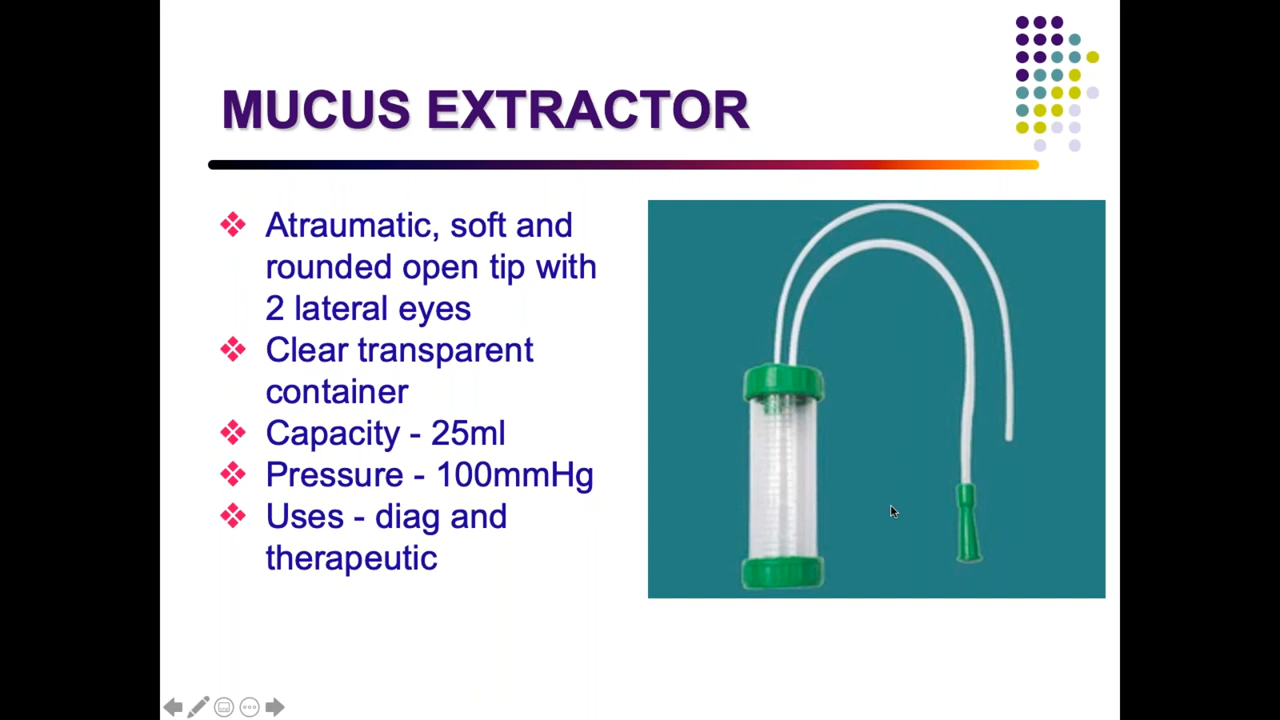 MUCUS EXTRACTOR
Atraumatic, soft and
rounded open tip with
2 lateral eyes
Clear transparent
container
Capacity - 25ml
Pressure - 100mmHg
Uses - diag and
therapeutic